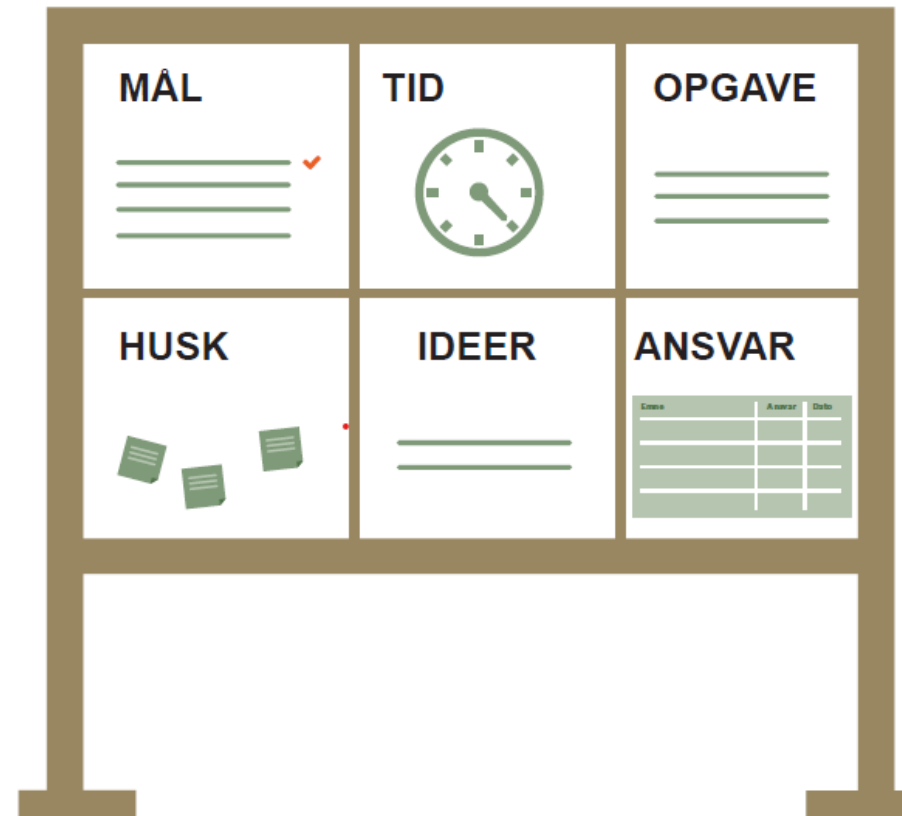 MÅL
TID
OPGAVE
HUSK
IDEER
ANSVAR
Emne Ansvar Dato